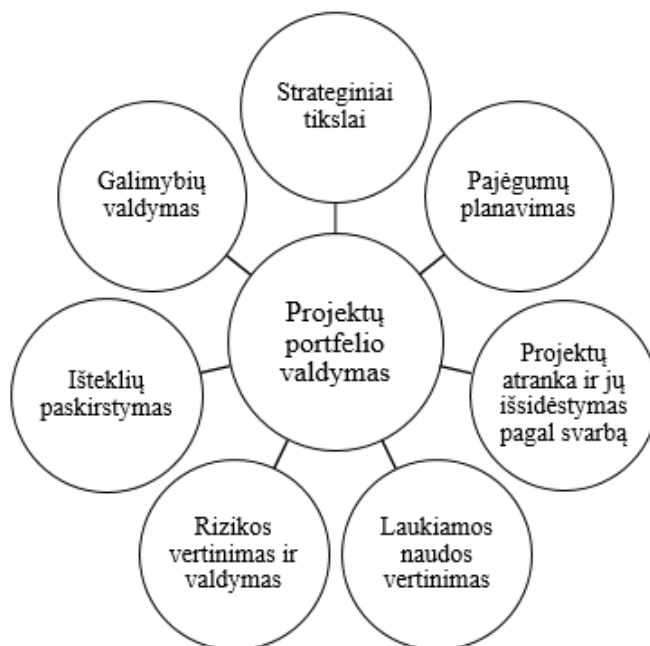 Strateginiai
tikslai
Galimybių
valdymas
Pajėgumų
planavimas
Projektų
portfelio
valdymas
Išteklių
paskirstymas
Projektų
atranka ir jų
išsidėstymas
pagal svarbą
Rizikos
vertinimas ir
valdymas
Laukiamos
naudos
vertinimas